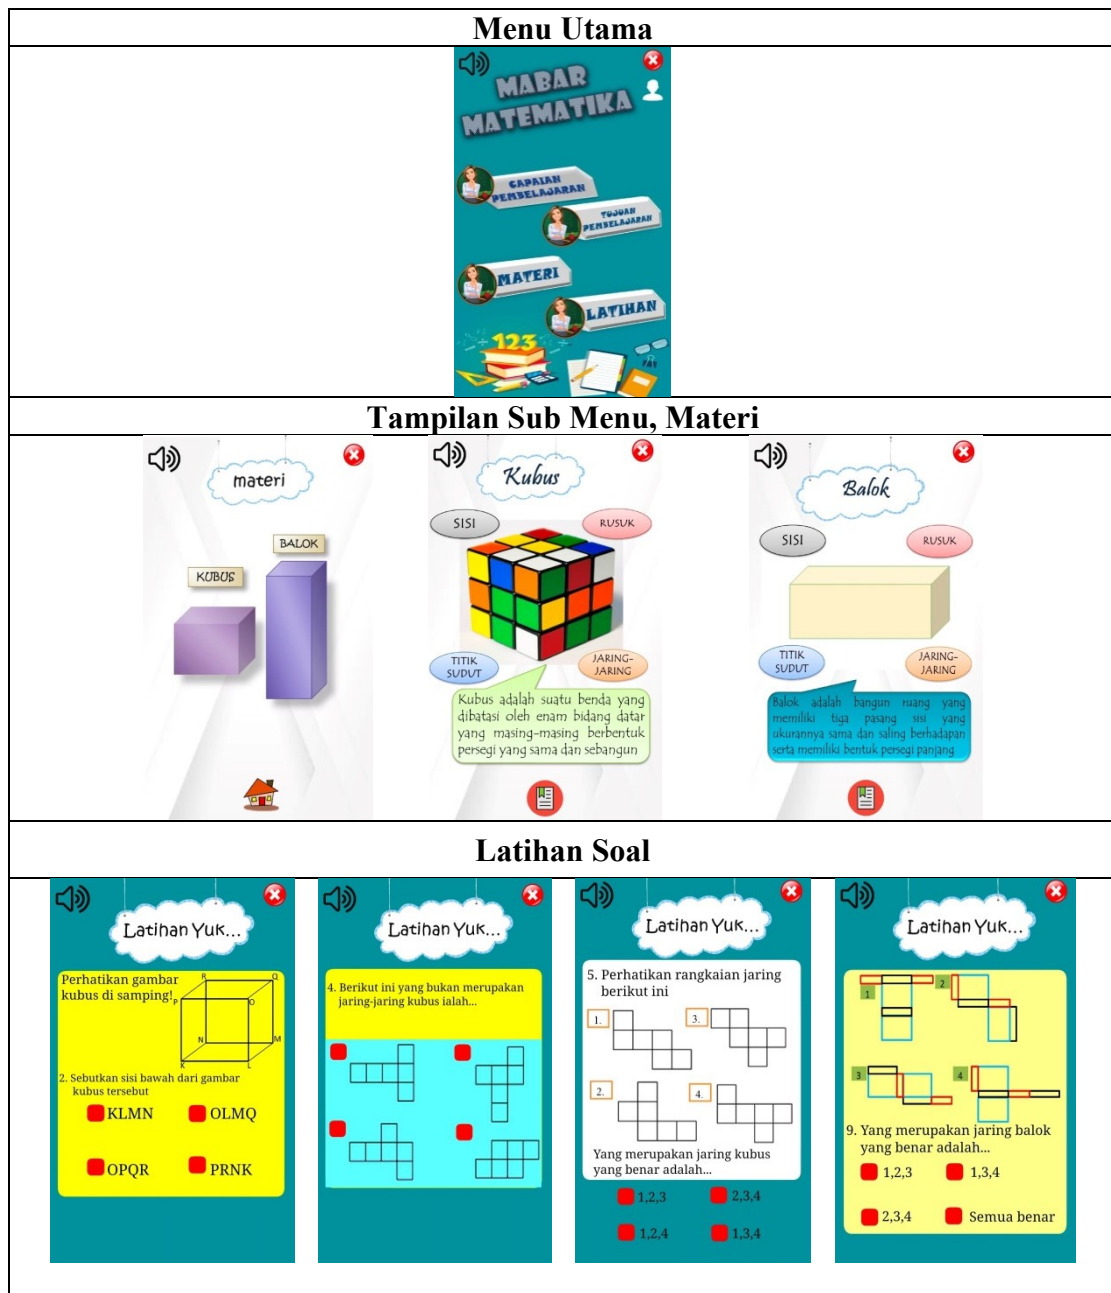 Menu Utama
MABAR
MATEMATIKA
CAPAIAN
PEMBELAJARAN
TUJUAN
PEMBELAJARAN
MATERI
LATIHAN
123
Tampilan Sub Menu, Materi
materi
BALOK
KUBUS
Kubus
SISI
RUSUK
TITIK
SUDUT
JARING-
JARING
Kubus adalah suatu benda yang
dibatasi oleh enam bidang datar
yang masing-masing berbentuk
persegi yang sama dan sebangun
Balok
SISI
RUSUK
TITIK
SUDUT
JARING-
JARING
Balok adalah bangun ruang yang
memiliki tiga pasang sisi yang
ukurannya sama dan saling berhadapan
serta memiliki bentuk persegi panjang
Latihan Soal
Latihan Yuk...
Perhatikan gambar
kubus di samping!
R Q
P O
N M
K L
2. Sebutkan sisi bawah dari gambar
kubus tersebut
KLMN OLMQ
OPQR PRNK
Latihan Yuk...
4. Berikut ini yang bukan merupakan
jaring-jaring kubus ialah...
Latihan Yuk...
5. Perhatikan rangkaian jaring
berikut ini
1. 3.
2. 4.
Yang merupakan jaring kubus
yang benar adalah...
1,2,3 2,3,4
1,2,4 1,3,4
Latihan Yuk...
1 2
3 4
9. Yang merupakan jaring balok
yang benar adalah...
1,2,3 1,3,4
2,3,4 Semua benar